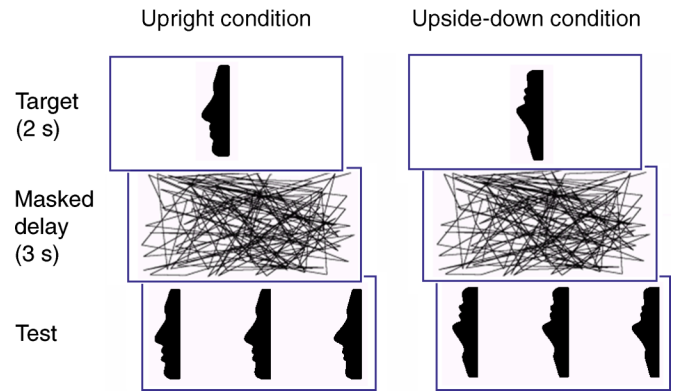 Upright condition
Upside-down condition
Target
(2 s)
Masked
delay
(3 s)
Test